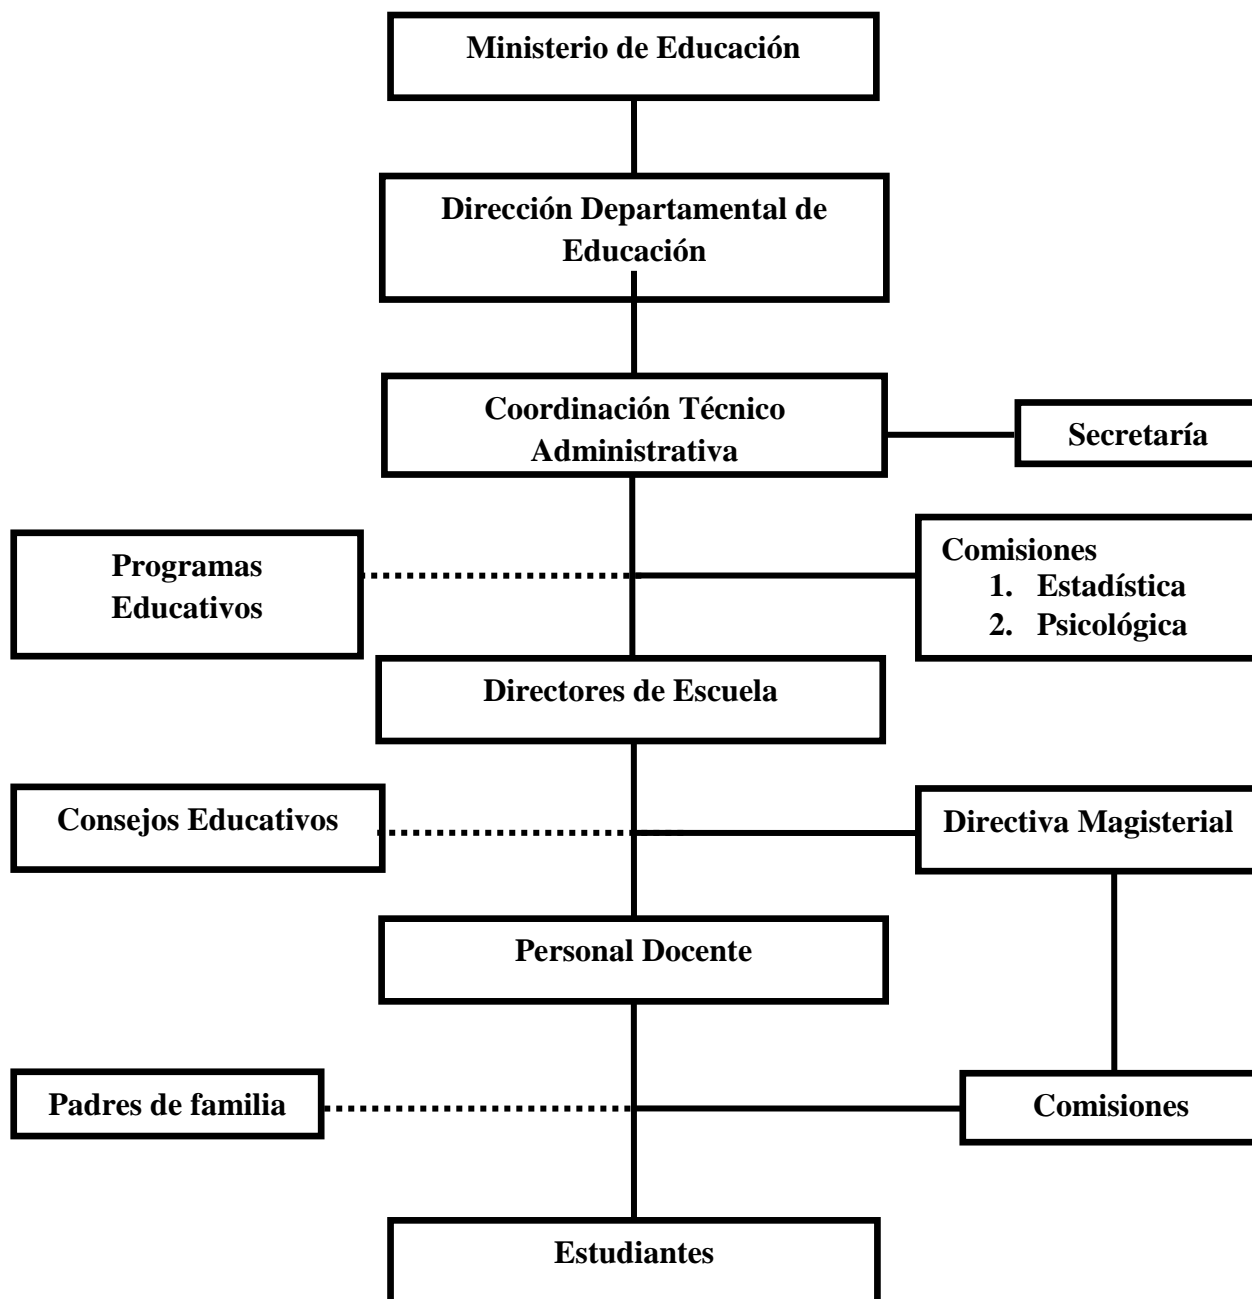 Ministerio de Educación
Dirección Departamental de
Educación
Coordinación Técnico
Administrativa
Secretaría
Programas
Educativos
Comisiones
1. Estadística
2. Psicológica
Directores de Escuela
Consejos Educativos
Directiva Magisterial
Personal Docente
Padres de familia
Comisiones
Estudiantes